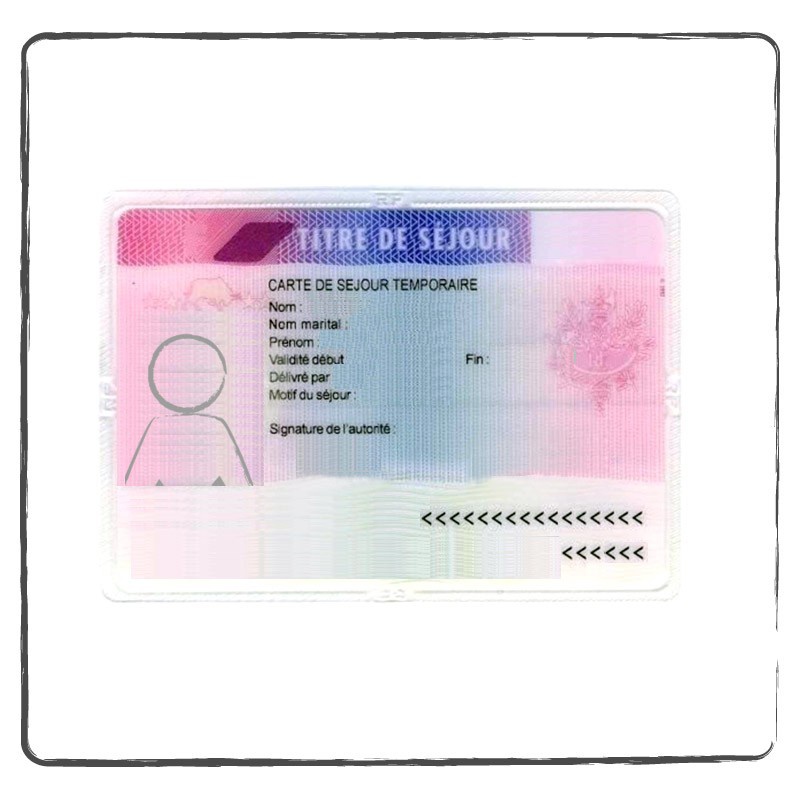 RF
TITRE DE SEJOUR
CARTE DE SEJOUR TEMPORAIRE
Nom :
Nom marital :
Prénom :
Validité début Fin :
Délivré par
Motif du séjour :
Signature de l'autorité :
<<<<<<<<<<<<<<<<
<<<<<<